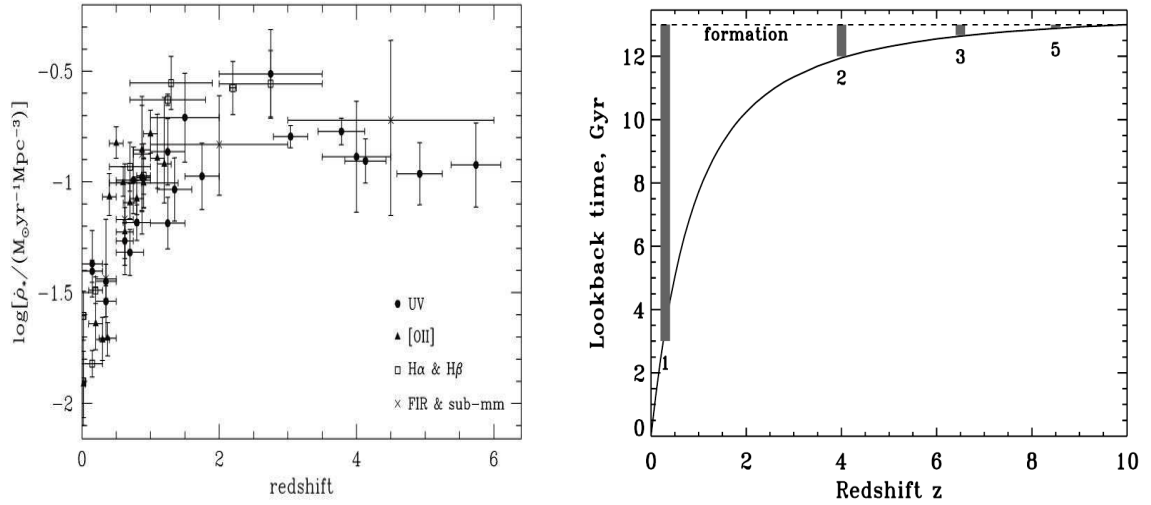 log[ρ̇*/(M⊙yr−1Mpc−3)]
−0.5
−1
−1.5
−2
UV
[OII]
Hα & Hβ
FIR & sub−mm
0
2
4
6
redshift
Lookback time, Gyr
12
10
8
6
4
2
0
formation
1
2
3
5
0
2
4
6
8
10
Redshift z